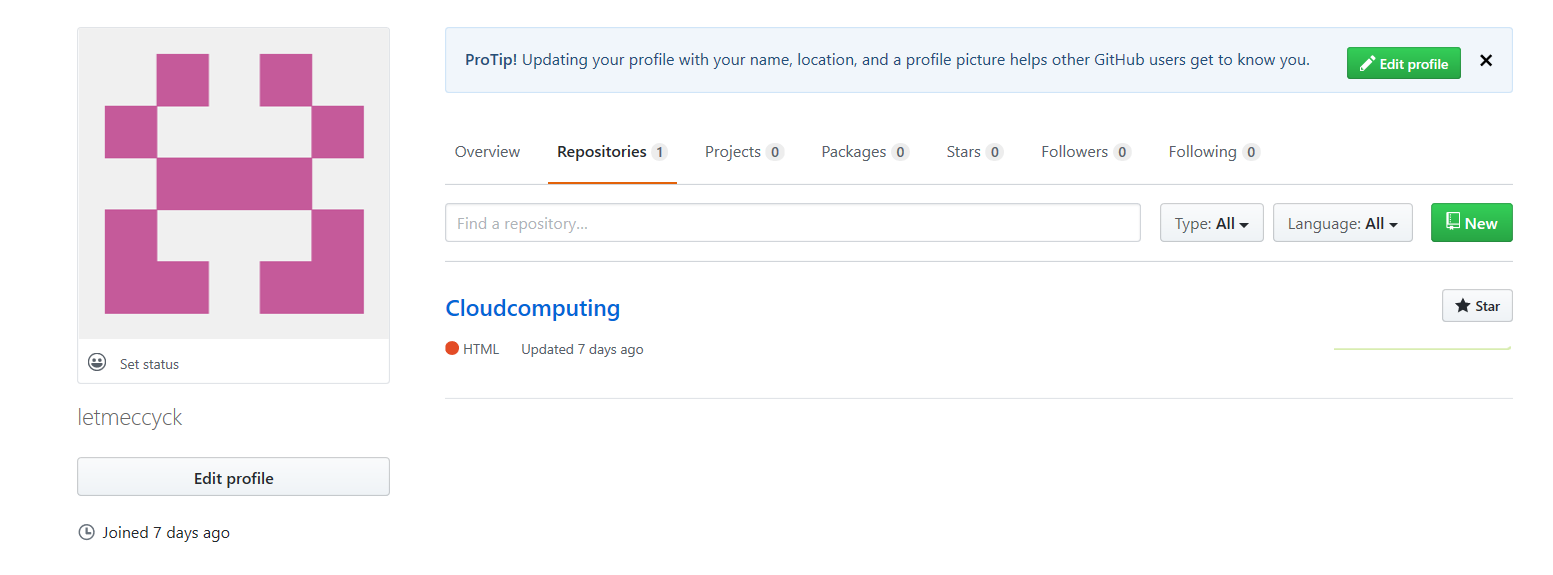 ProTip! Updating your profile with your name, location, and a profile picture helps other GitHub users get to know you.
Edit profile
Overview Repositories 1 Projects 0 Packages 0 Stars 0 Followers 0 Following 0
Find a repository...
Type: All
Language: All
New
Cloudcomputing
Star
HTML Updated 7 days ago
Set status
letmeccyck
Edit profile
Joined 7 days ago